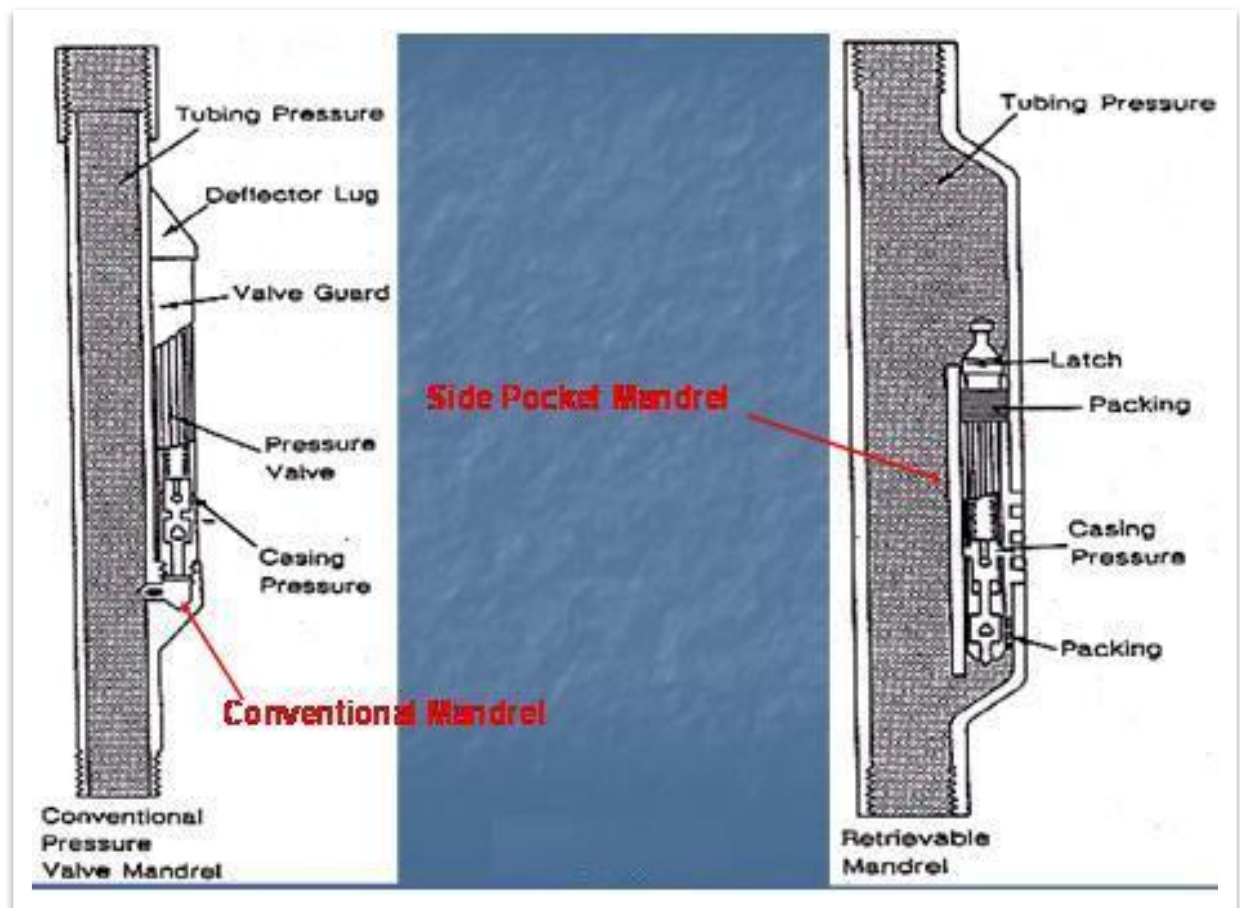 Tubing Pressure
Deflector Lug
Valve Guard
Pressure
Valve
Casing
Pressure
Conventional Mandrel
Conventional
Pressure
Valve Mandrel
Side Pocket Mandrel
Tubing Pressure
Latch
Packing
Casing
Pressure
Packing
Retrievable
Mandrel